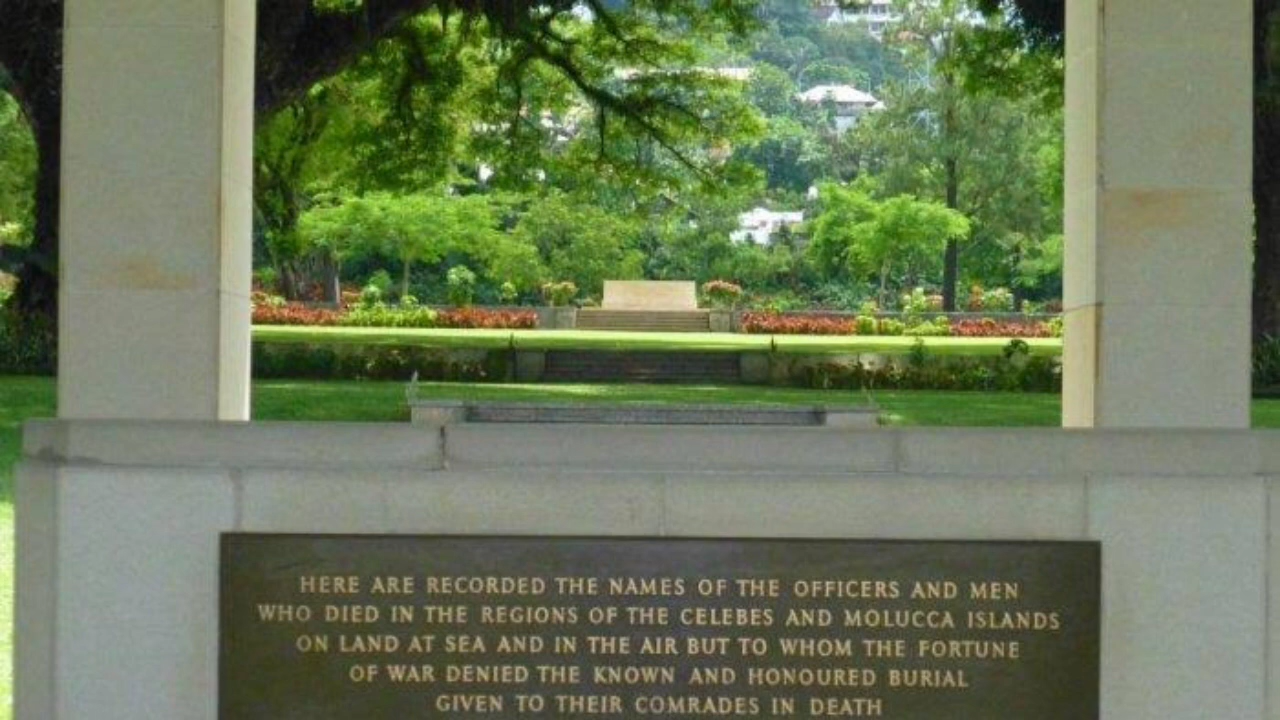 HERE ARE RECORDED THE NAMES OF THE OFFICERS AND MEN
WHO DIED IN THE REGIONS OF THE CELEBES AND MOLUCCA ISLANDS
ON LAND AT SEA AND IN THE AIR BUT TO WHOM THE FORTUNE
OF WAR DENIED THE KNOWN AND HONOURED BURIAL
GIVEN TO THEIR COMRADES IN DEATH